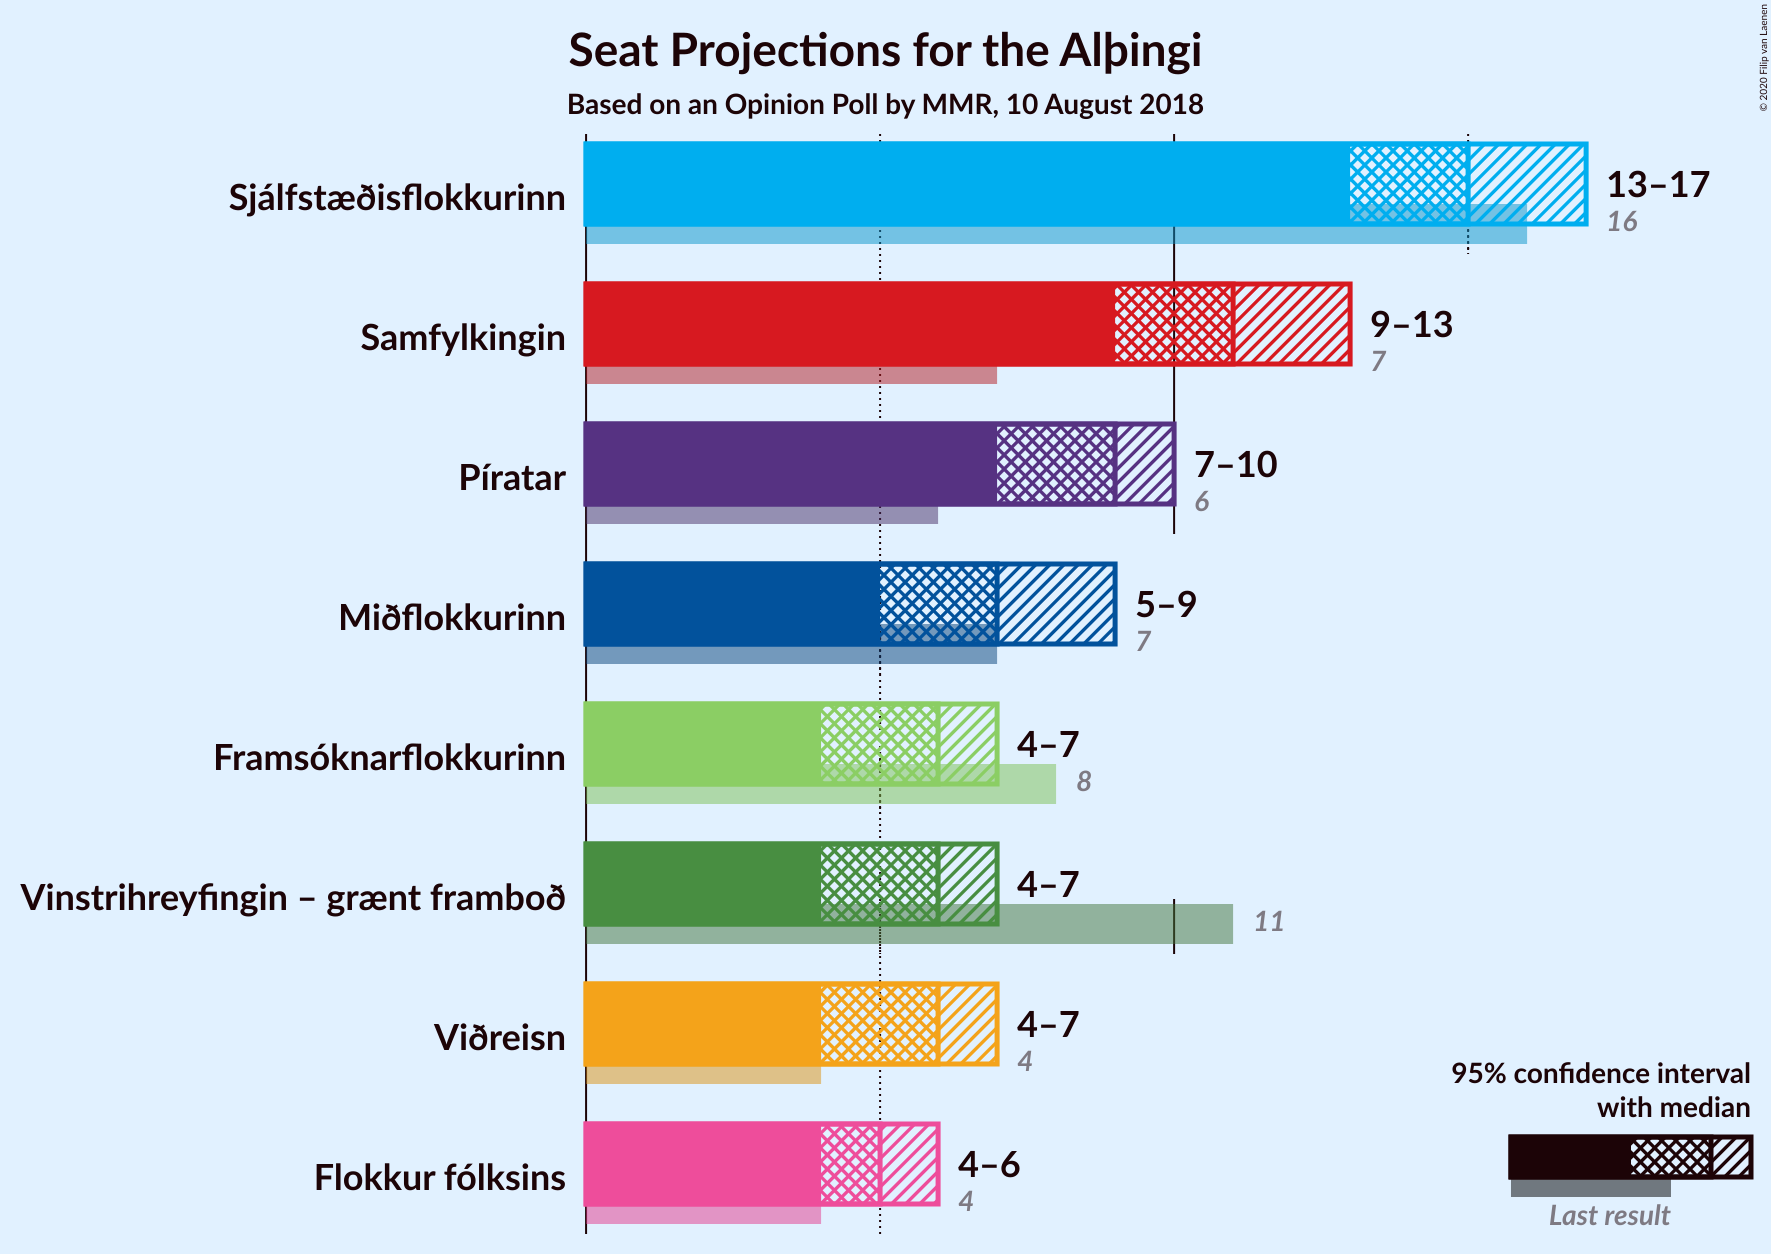 Seat Projections for the Alþingi
Based on an Opinion Poll by MMR, 10 August 2018
© 2020 Filip van Laenen
Sjálfstæðisflokkurinn
13–17
16
Samfylkingin
9–13
7
Píratar
7–10
6
Miðflokkurinn
5–9
7
Framsóknarflokkurinn
4–7
8
Vinstrihreyfingin – grænt framboð
4–7
11
Viðreisn
4–7
4
Flokkur fólksins
4–6
4
95% confidence interval
with median
Last result